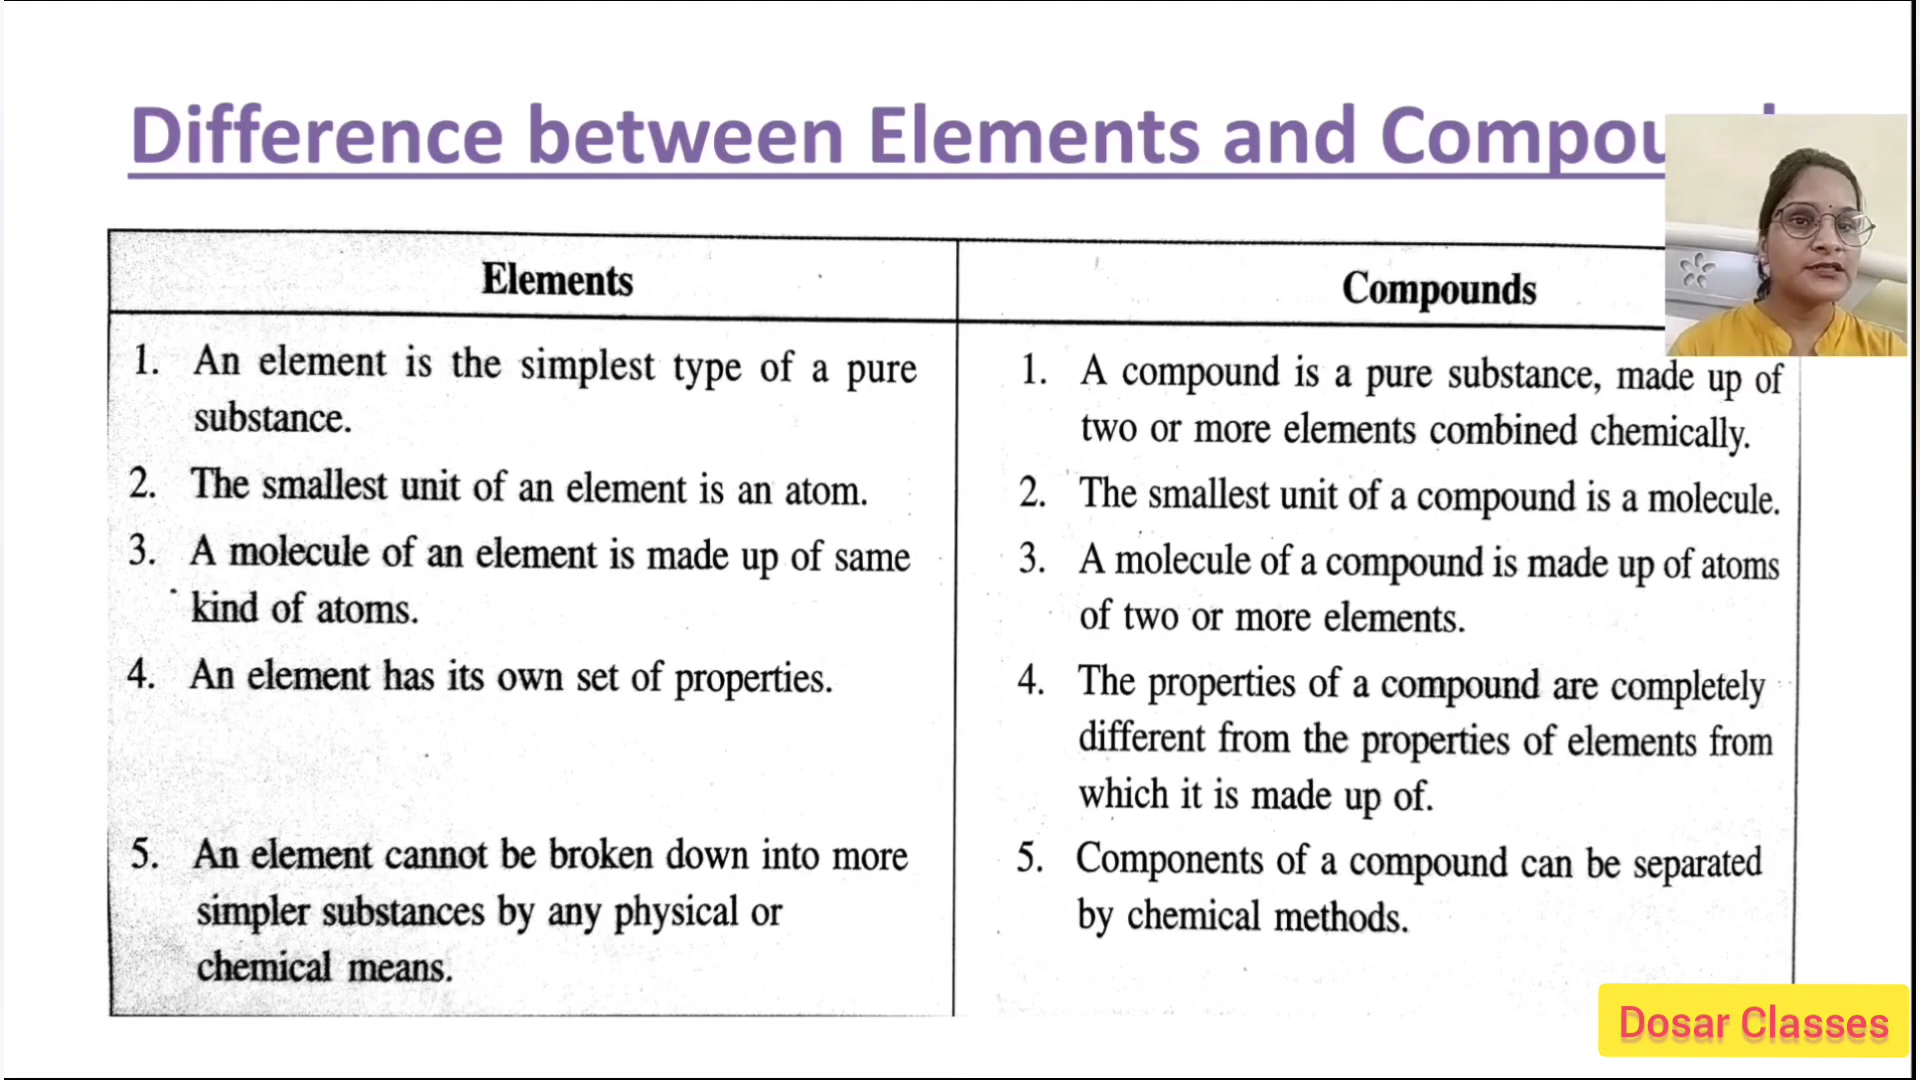 Difference between Elements and
Elements
Compounds
1. An element is the simplest type of a pure
substance.
2. The smallest unit of an element is an atom.
3. A molecule of an element is made up of same
kind of atoms.
4. An element has its own set of properties.
5. An element cannot be broken down into more
simpler substances by any physical or
chemical means.
1. A compound is a pure substance, made up of
two or more elements combined chemically.
2. The smallest unit of a compound is a molecule.
3. A molecule of a compound is made up of atoms
of two or more elements.
4. The properties of a compound are completely
different from the properties of elements from
which it is made up of.
5. Components of a compound can be separated
by chemical methods.
Dosar Classes